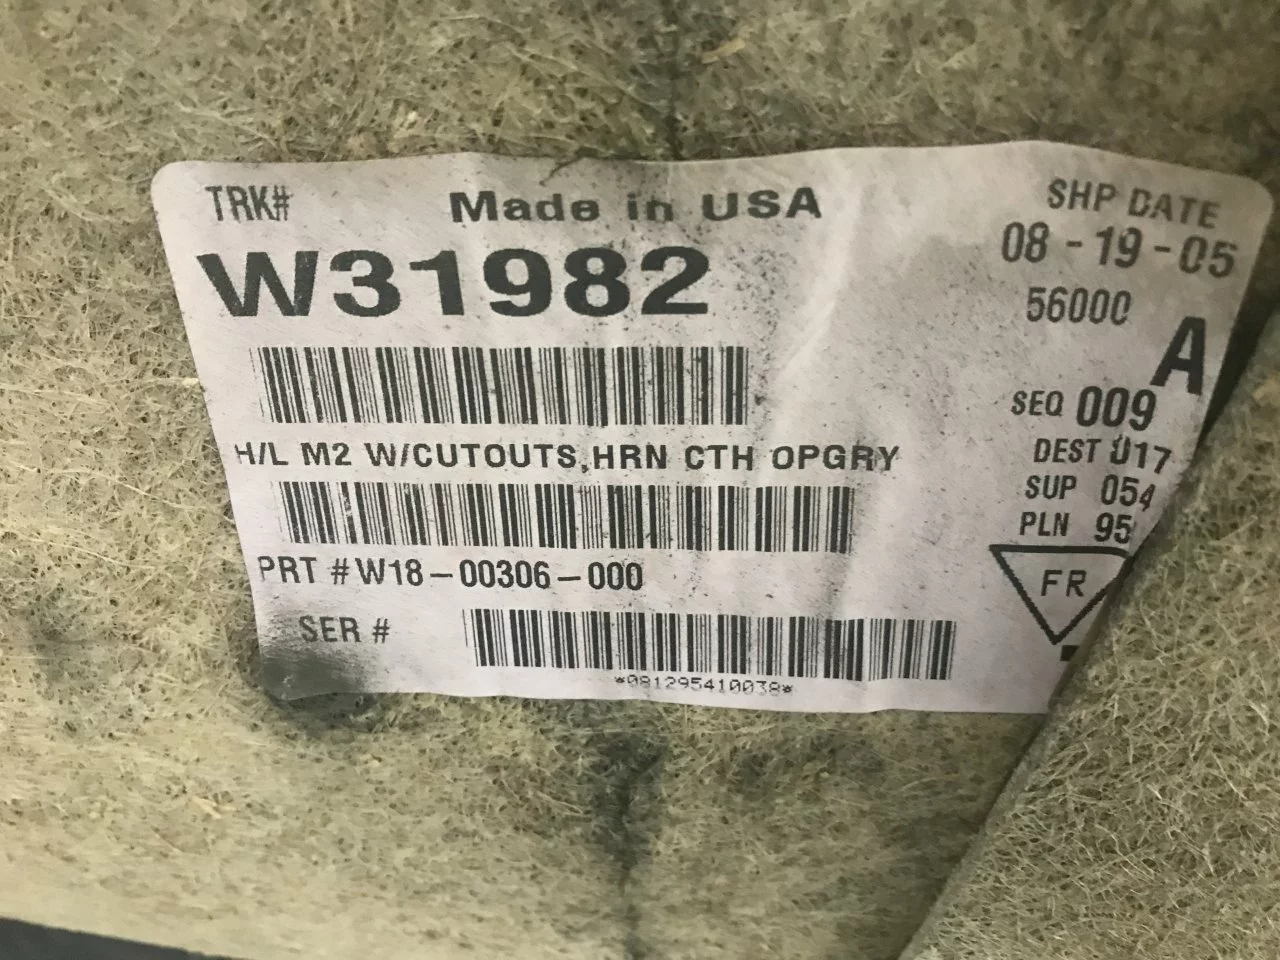 TRK#
Made in USA
SHP DATE
W31982
08-19-05
56000
A
SEQ 009
H/L M2 W/CUTOUTS,HRN CTH OPGRY
DEST 017
SUP 054
PLN 95
PRT # W18-00306-000
FR
SER #
*081295410038*